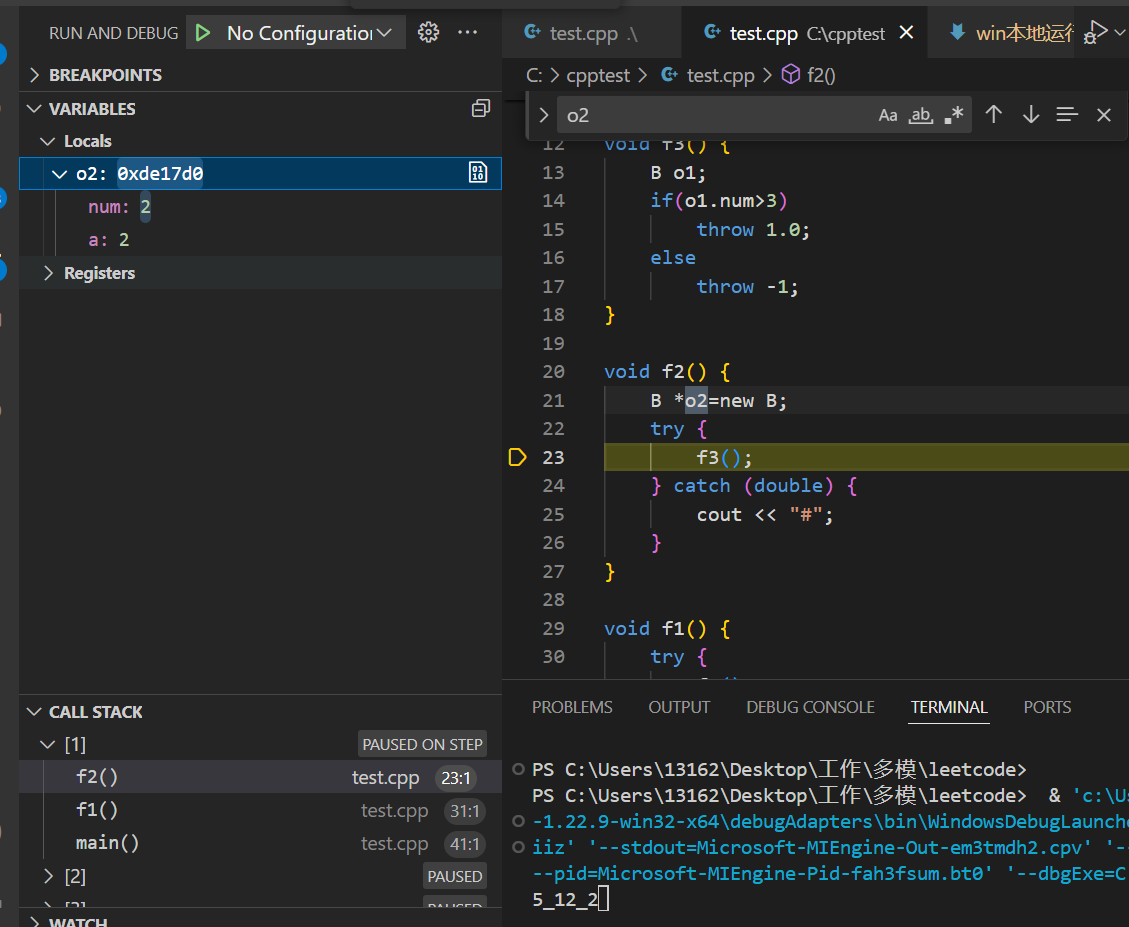 RUN AND DEBUG No Configuration
BREAKPOINTS
VARIABLES
Locals
o2: 0xde17d0
num: 2
a: 2
Registers
CALL STACK
[1] PAUSED ON STEP
f2() test.cpp 23:1
f1() test.cpp 31:1
main() test.cpp 41:1
[2] PAUSED
PAUSED
WATCH
test.cpp .\ test.cpp C:\cpptest win本地运行
C: > cpptest > test.cpp > f2()
o2 Aa ab .*
12 void f3() {
13 B o1;
14 if(o1.num>3)
15 throw 1.0;
16 else
17 throw -1;
18 }
19
20 void f2() {
21 B *o2=new B;
22 try {
23 f3();
24 } catch (double) {
25 cout << "#";
26 }
27 }
28
29 void f1() {
30 try {
PROBLEMS OUTPUT DEBUG CONSOLE TERMINAL PORTS
PS C:\Users\13162\Desktop\工作\多模\leetcode>
PS C:\Users\13162\Desktop\工作\多模\leetcode> & 'c:\Us
-1.22.9-win32-x64\debugAdapters\bin\WindowsDebugLaunche
iiz' '--stdout=Microsoft-MIEngine-Out-em3tmdh2.cpv' '--
--pid=Microsoft-MIEngine-Pid-fah3fsum.bt0' '--dbgExe=C
5_12_2